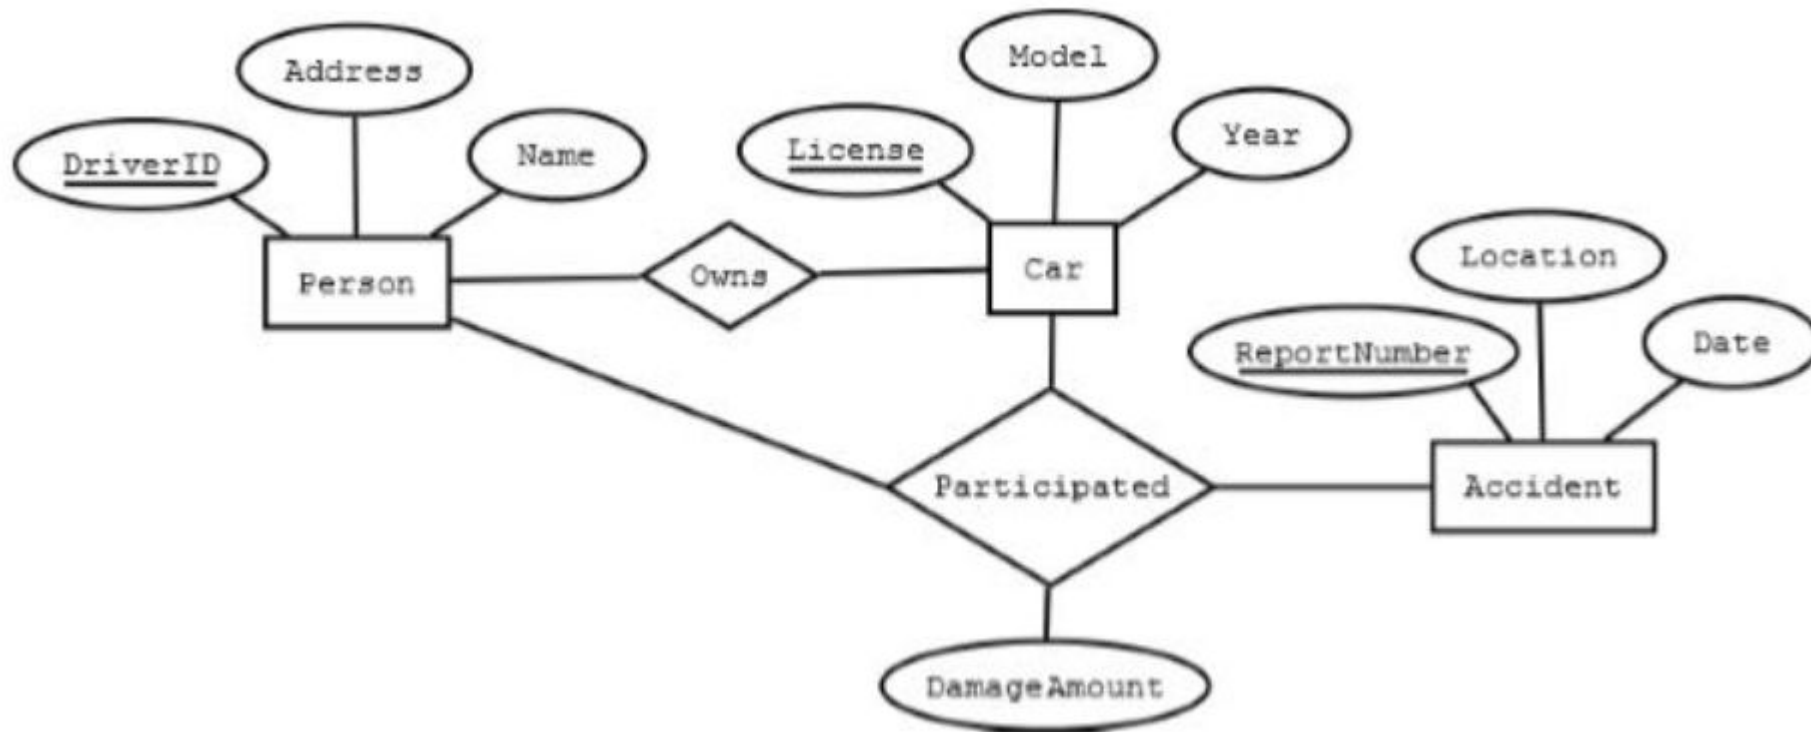 Model
Address
Year
Name
License
DriverID
Location
Car
Owns
Person
Date
ReportNumber
Participated
Accident
DamageAmount